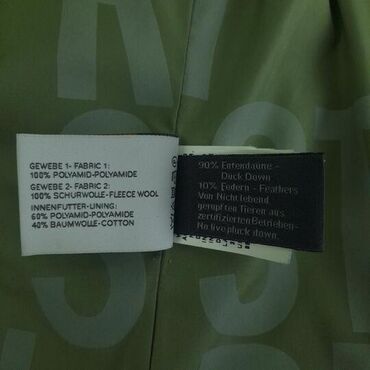 GEWEBE 1- FABRIC 1:
100% POLYAMID-POLYAMIDE
GEWEBE 2- FABRIC 2:
100% SCHURWOLLE-FLEECE WOOL
INNENFUTTER-LINING:
60% POLYAMID-POLYAMIDE
40% BAUMWOLLE-COTTON
90% Entendaune -
Duck Down
10% Federn - Feathers
Von Nicht lebend
gerupften Tieren aus
zertifizierten Betrieben-
No live pluck down.